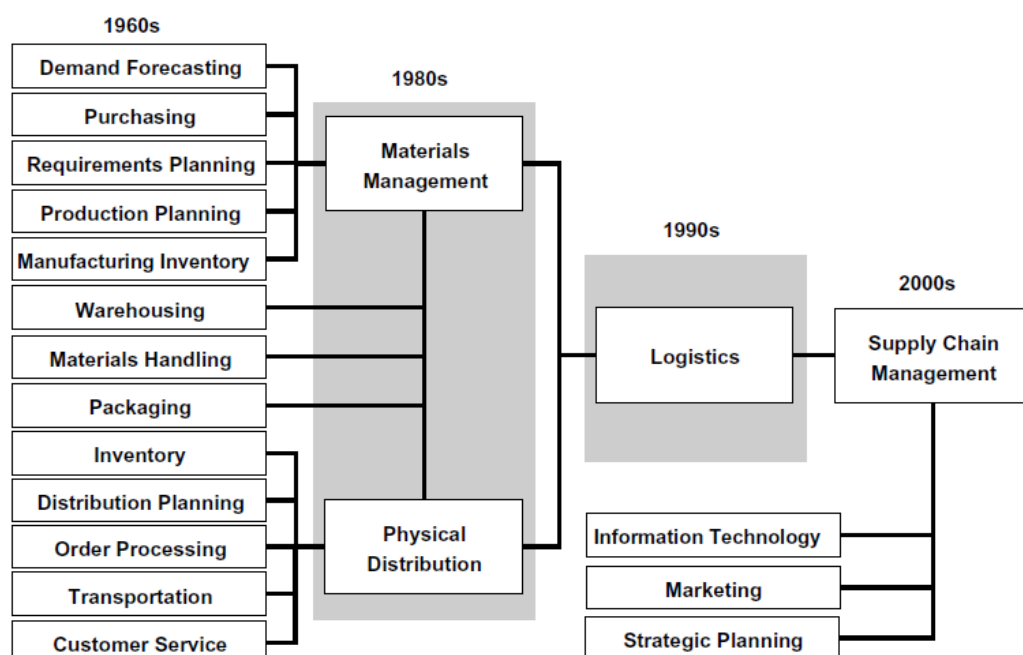 1960s
Demand Forecasting
Purchasing
Requirements Planning
Production Planning
Manufacturing Inventory
Warehousing
Materials Handling
Packaging
Inventory
Distribution Planning
Order Processing
Transportation
Customer Service
1980s
Materials
Management
Physical
Distribution
1990s
Logistics
2000s
Supply Chain
Management
Information Technology
Marketing
Strategic Planning